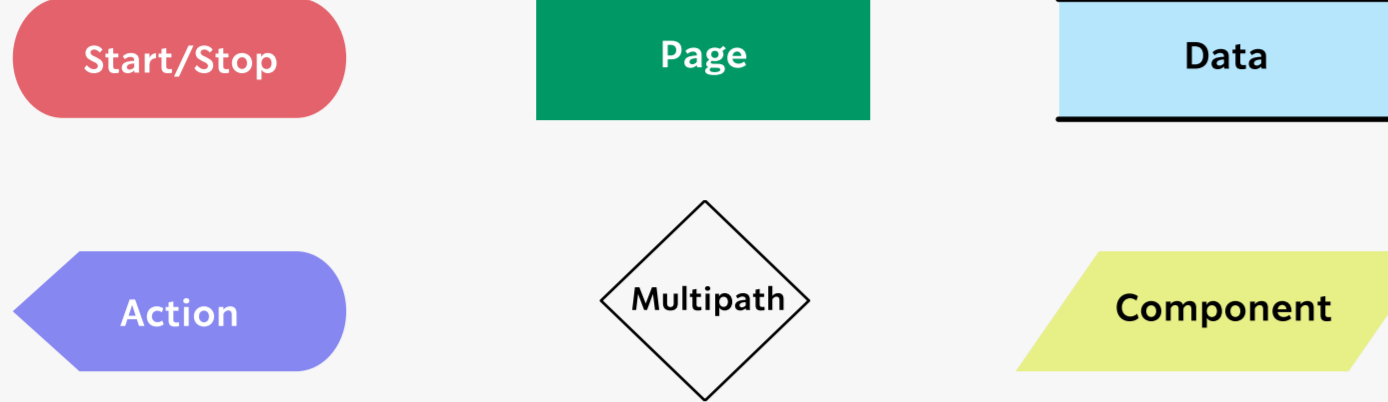 Start/Stop
Page
Data
Action
Multipath
Component